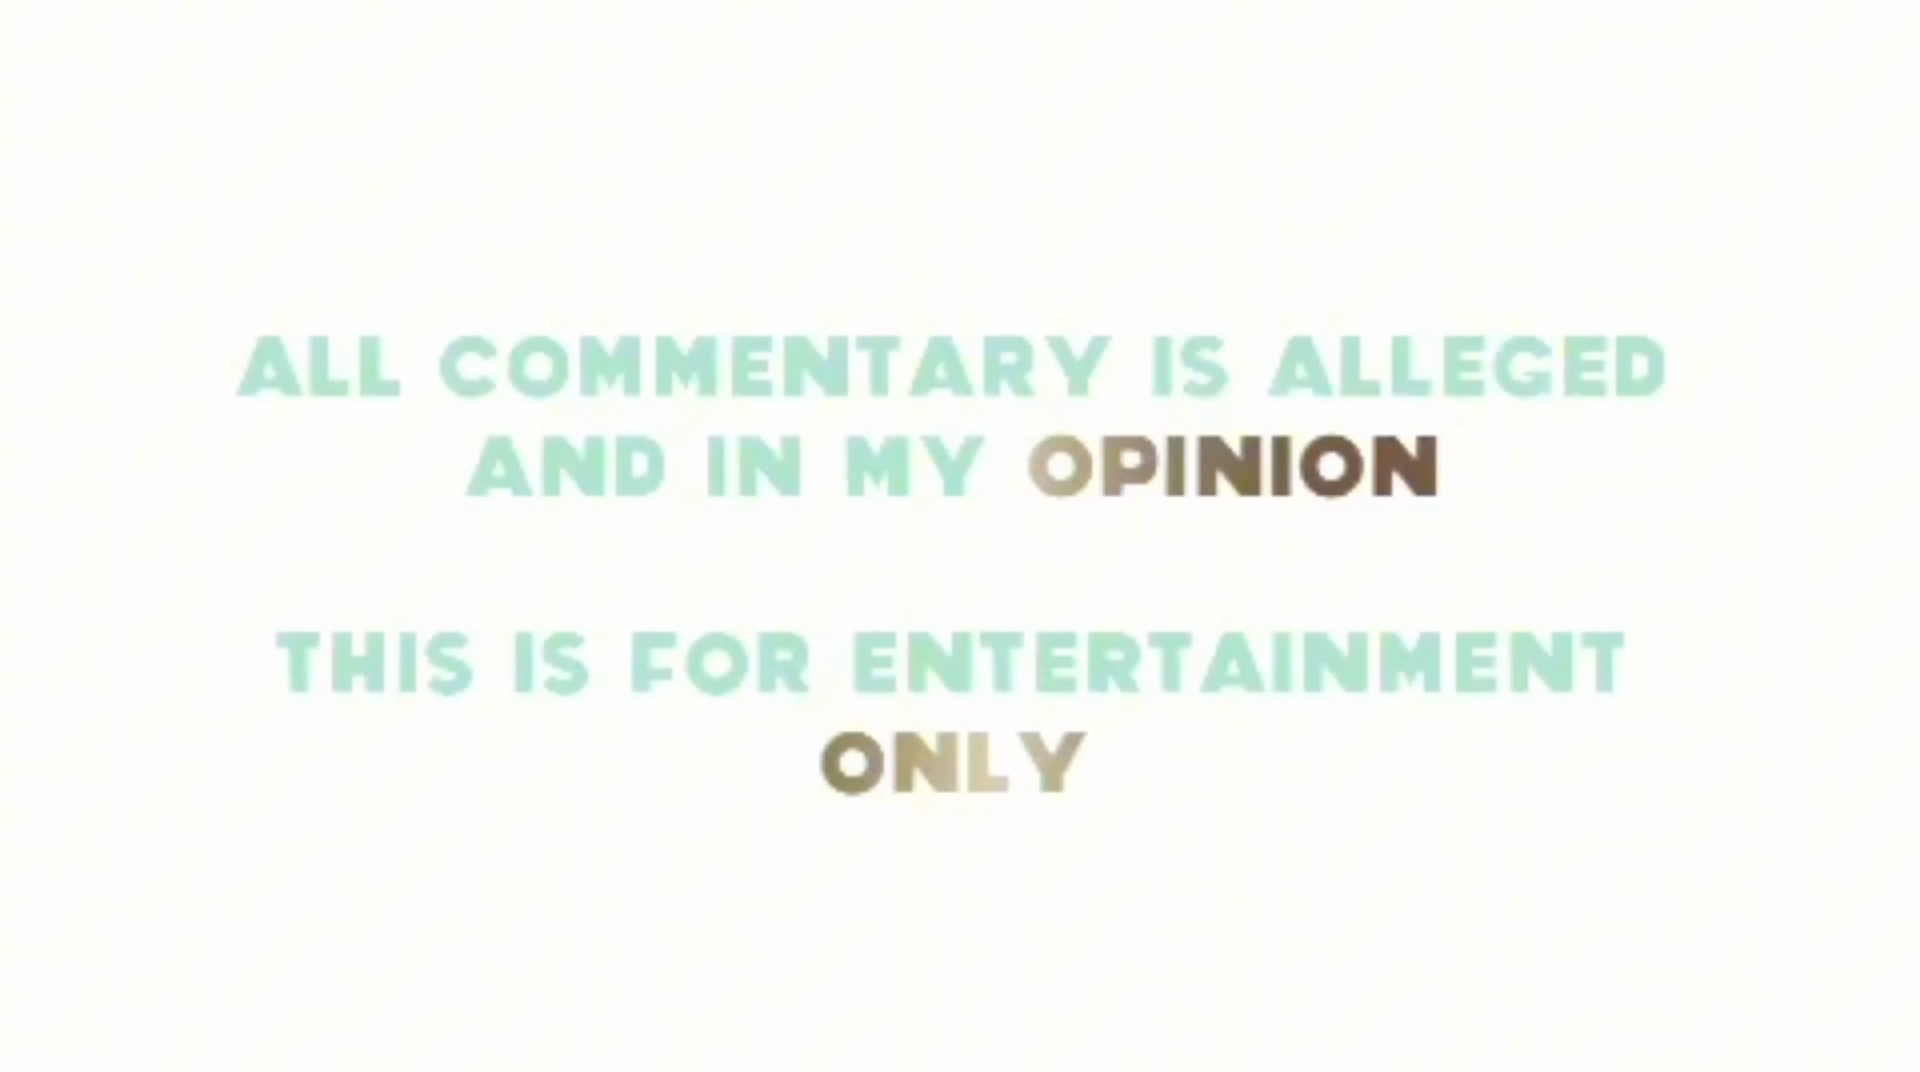 ALL COMMENTARY IS ALLEGED
AND IN MY OPINION
THIS IS FOR ENTERTAINMENT
ONLY